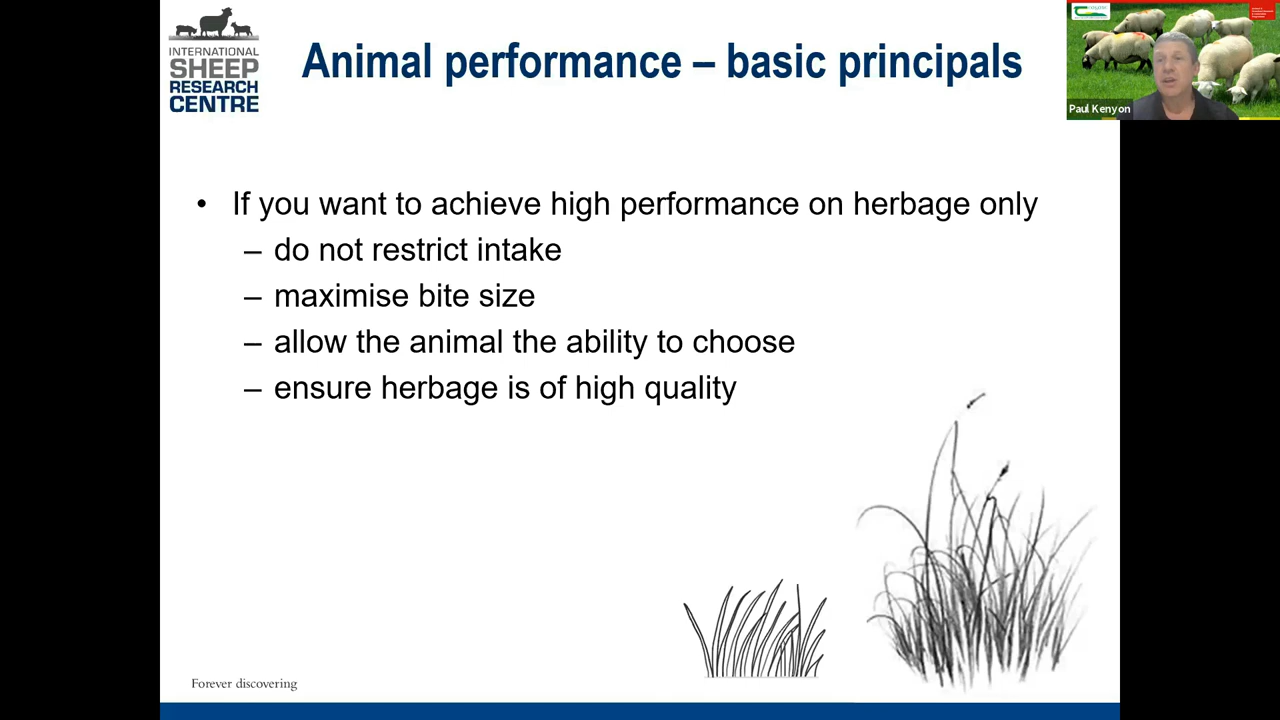 INTERNATIONAL
SHEEP
RESEARCH
CENTRE
Animal performance – basic principals
Paul Kenyon
• If you want to achieve high performance on herbage only
– do not restrict intake
– maximise bite size
– allow the animal the ability to choose
– ensure herbage is of high quality
Forever discovering